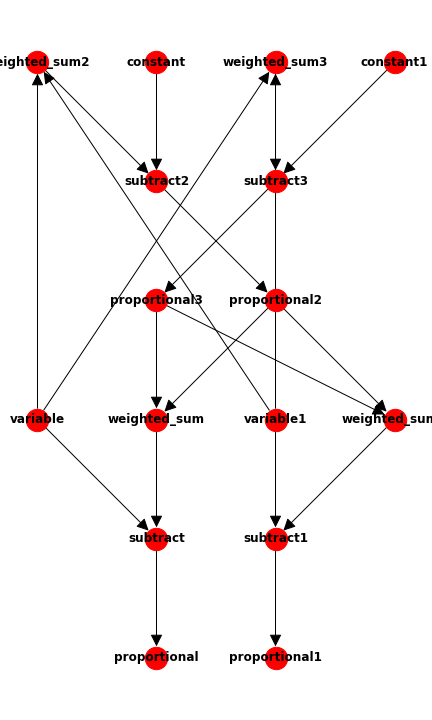 eighted_sum2 constant weighted_sum3 constant1
subtract2 subtract3
proportional3 proportional2
variable weighted_sum variable1 weighted_sum
subtract subtract1
proportional proportional1